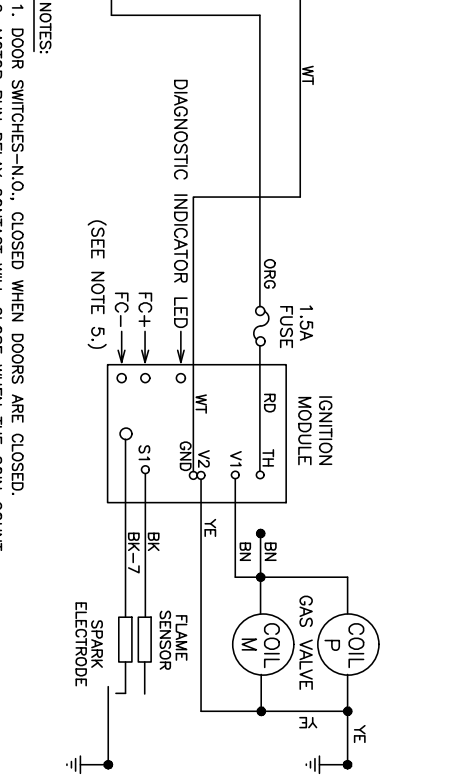 WT
ORG
1.5A
FUSE
RD
TH
IGNITION
MODULE
DIAGNOSTIC INDICATOR LED
WT
V1
V2
GND
FC+
FC-
(SEE NOTE 5.)
S1
YE
BN
BN
BK
BK-7
COIL
P
GAS VALVE
COIL
M
YE
YE
FLAME
SENSOR
SPARK
ELECTRODE
NOTES:
1. DOOR SWITCHES-N.O., CLOSED WHEN DOORS ARE CLOSED.